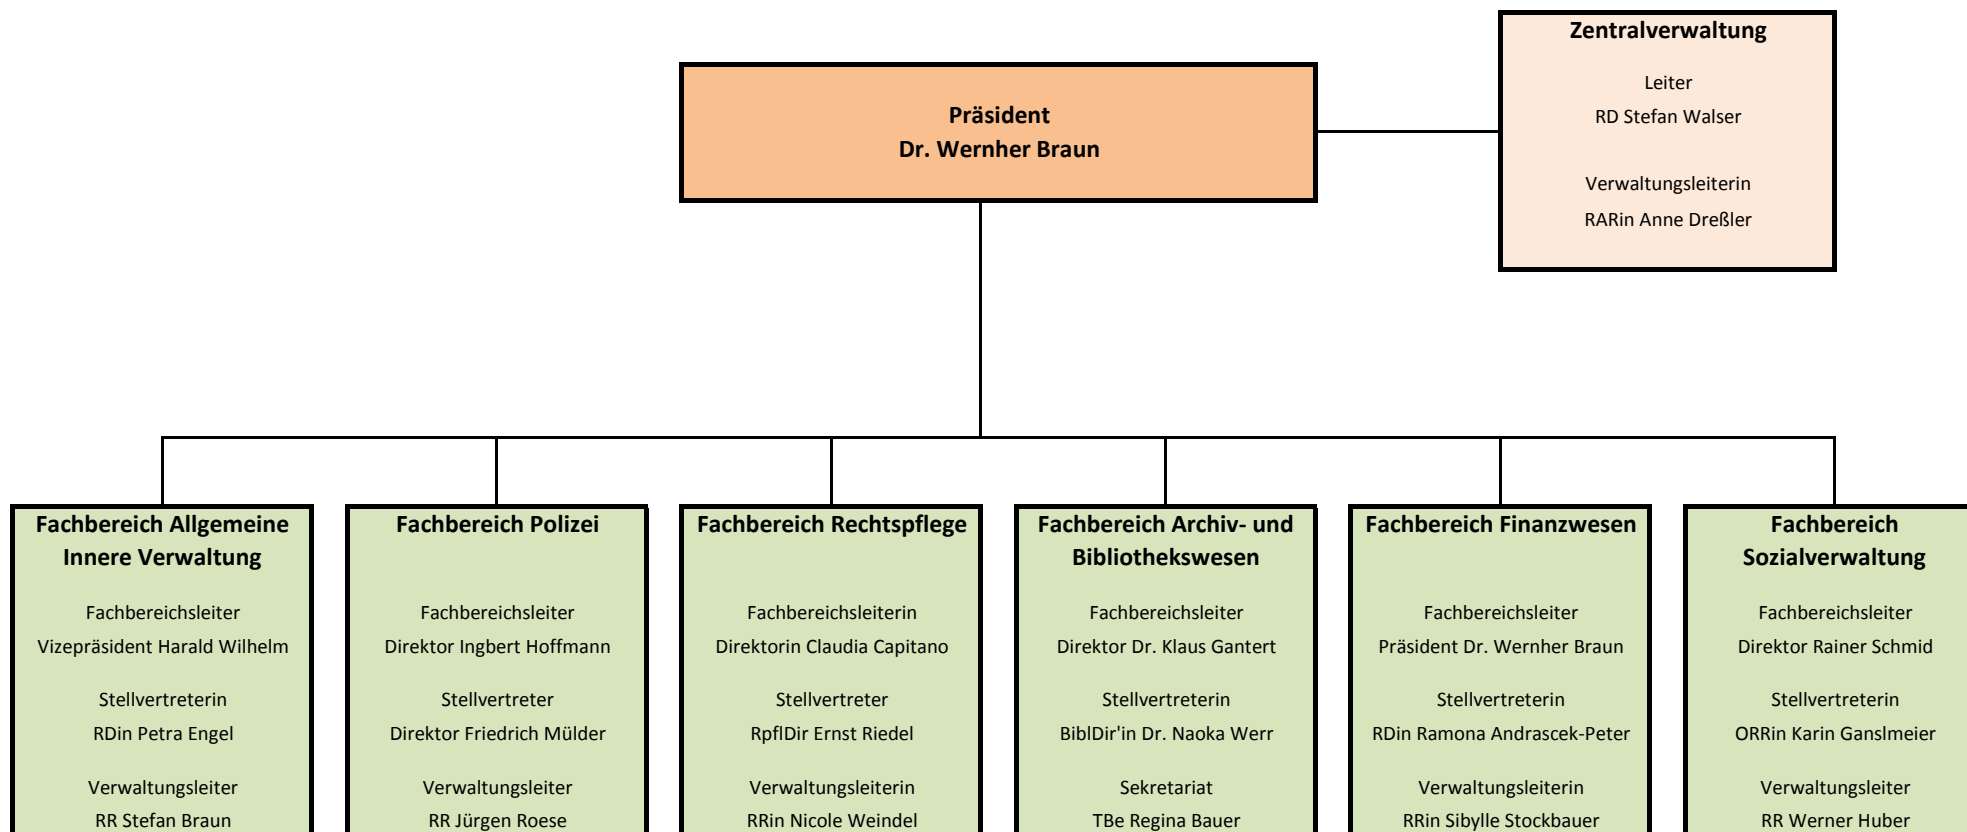 Zentralverwaltung
Leiter
RD Stefan Walser
Verwaltungsleiterin
RARin Anne Dreßler
Präsident
Dr. Wernher Braun
Fachbereich Allgemeine
Innere Verwaltung
Fachbereichsleiter
Vizepräsident Harald Wilhelm
Stellvertreterin
RDin Petra Engel
Verwaltungsleiter
RR Stefan Braun
Fachbereich Polizei
Fachbereichsleiter
Direktor Ingbert Hoffmann
Stellvertreter
Direktor Friedrich Mülder
Verwaltungsleiter
RR Jürgen Roese
Fachbereich Rechtspflege
Fachbereichsleiterin
Direktorin Claudia Capitano
Stellvertreter
RpflDir Ernst Riedel
Verwaltungsleiterin
RRin Nicole Weindel
Fachbereich Archiv- und
Bibliothekswesen
Fachbereichsleiter
Direktor Dr. Klaus Gantert
Stellvertreterin
BiblDir'in Dr. Naoka Werr
Sekretariat
TBe Regina Bauer
Fachbereich Finanzwesen
Fachbereichsleiter
Präsident Dr. Wernher Braun
Stellvertreterin
RDin Ramona Andrascek-Peter
Verwaltungsleiterin
RRin Sibylle Stockbauer
Fachbereich
Sozialverwaltung
Fachbereichsleiter
Direktor Rainer Schmid
Stellvertreterin
ORRin Karin Ganslmeier
Verwaltungsleiter
RR Werner Huber